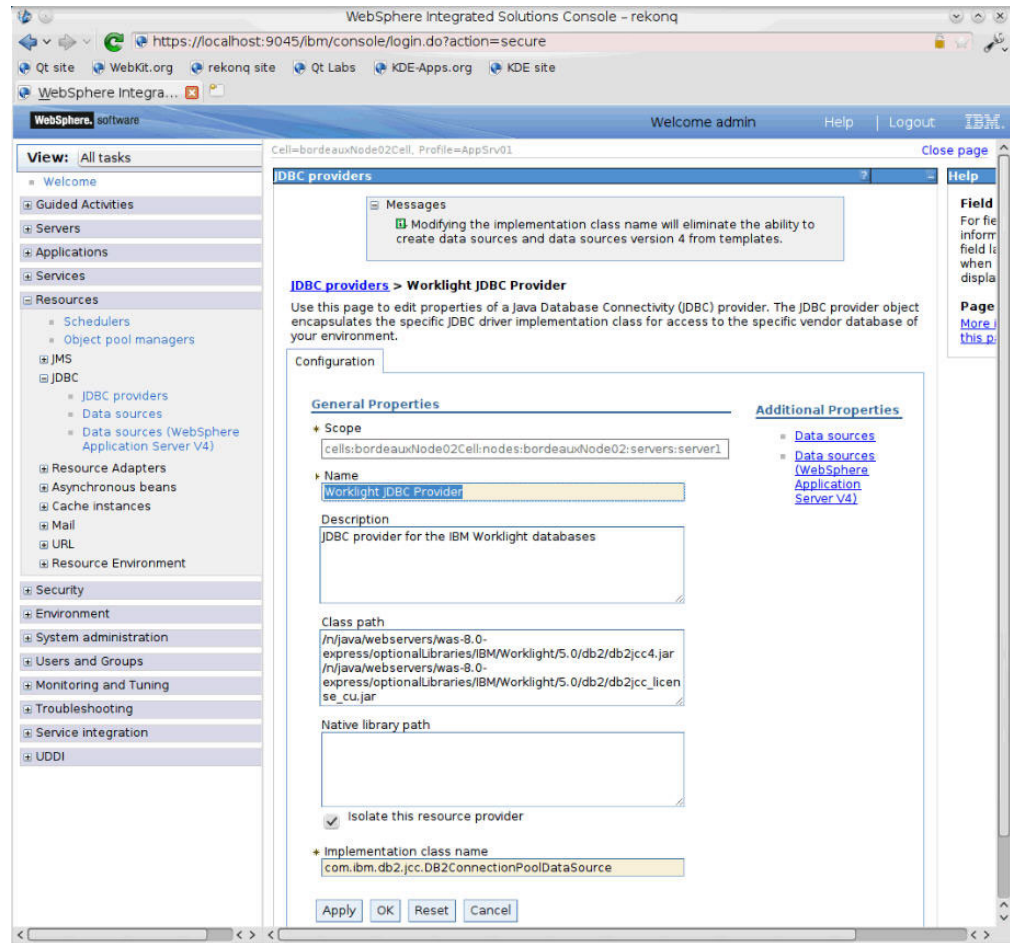 WebSphere Integrated Solutions Console – rekonq
https://localhost:9045/ibm/console/login.do?action=secure
Qt site WebKit.org rekonq site Qt Labs KDE-Apps.org KDE site
WebSphere Integra...
WebSphere. software Welcome admin Help | Logout IBM.
View: All tasks
Welcome
Guided Activities
Servers
Applications
Services
Resources
Schedulers
Object pool managers
JMS
JDBC
JDBC providers
Data sources
Data sources (WebSphere
Application Server V4)
Resource Adapters
Asynchronous beans
Cache instances
Mail
URL
Resource Environment
Security
Environment
System administration
Users and Groups
Monitoring and Tuning
Troubleshooting
Service integration
UDDI
Cell=bordeauxNode02Cell, Profile=AppSrv01
Close page
JDBC providers ? –
Messages
Modifying the implementation class name will eliminate the ability to
create data sources and data sources version 4 from templates.
JDBC providers > Worklight JDBC Provider
Use this page to edit properties of a Java Database Connectivity (JDBC) provider. The JDBC provider object
encapsulates the specific JDBC driver implementation class for access to the specific vendor database of
your environment.
Configuration
General Properties
Scope
cells:bordeauxNode02Cell:nodes:bordeauxNode02:servers:server1
Name
Worklight JDBC Provider
Description
JDBC provider for the IBM Worklight databases
Class path
/n/java/webservers/was-8.0-
express/optionalLibraries/IBM/Worklight/5.0/db2/db2jcc4.jar
/n/java/webservers/was-8.0-
express/optionalLibraries/IBM/Worklight/5.0/db2/db2jcc_licen
se_cu.jar
Native library path
Isolate this resource provider
Implementation class name
com.ibm.db2.jcc.DB2ConnectionPoolDataSource
Apply OK Reset Cancel
Additional Properties
Data sources
Data sources
(WebSphere
Application
Server V4)
Help
Field
For fie
inform
field la
when
displa
Page
More i
this p